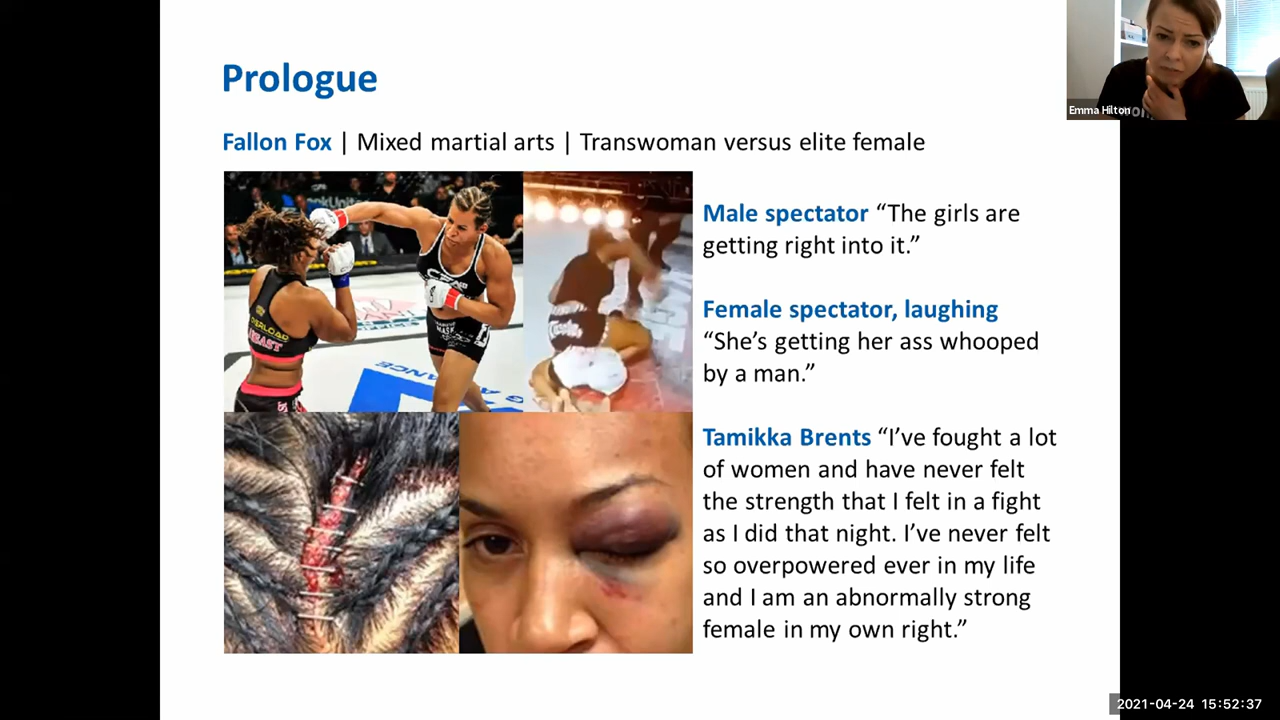 Prologue
Emma Hilton
Fallon Fox | Mixed martial arts | Transwoman versus elite female
Male spectator “The girls are
getting right into it.”
Female spectator, laughing
“She’s getting her ass whooped
by a man.”
Tamikka Brents “I’ve fought a lot
of women and have never felt
the strength that I felt in a fight
as I did that night. I’ve never felt
so overpowered ever in my life
and I am an abnormally strong
female in my own right.”
2021-04-24 15:52:37